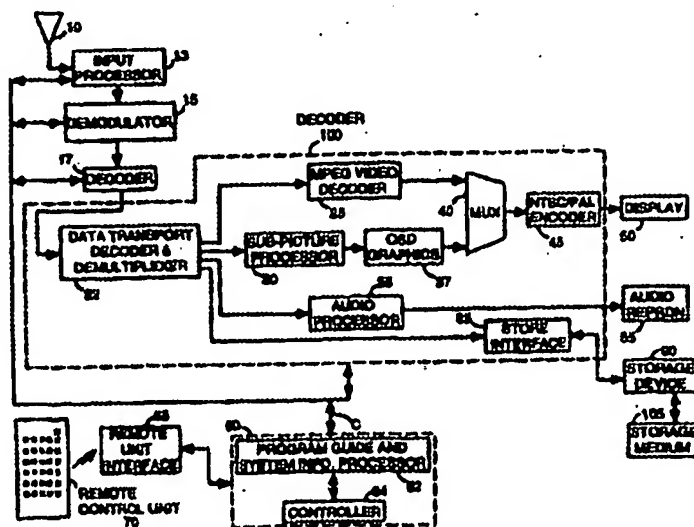 10
INPUT
PROCESSOR
13
DEMODULATOR
15
17
DECODER
DECODER
100
MPEG VIDEO
DECODER
40
MUX
NTSC/PAL
ENCODER
45
DISPLAY
50
DATA TRANSPORT
DECODER &
DEMULTIPLEXER
22
SUB-PICTURE
PROCESSOR
30
OSD
GRAPHICS
37
AUDIO
PROCESSOR
STORE
INTERFACE
AUDIO
REPRDN
STORAGE
DEVICE
90
105
STORAGE
MEDIUM
C
60
REMOTE
UNIT
INTERFACE
PROGRAM GUIDE AND
SYSTEM INFO. PROCESSOR
CONTROLLER
REMOTE
CONTROL UNIT
70